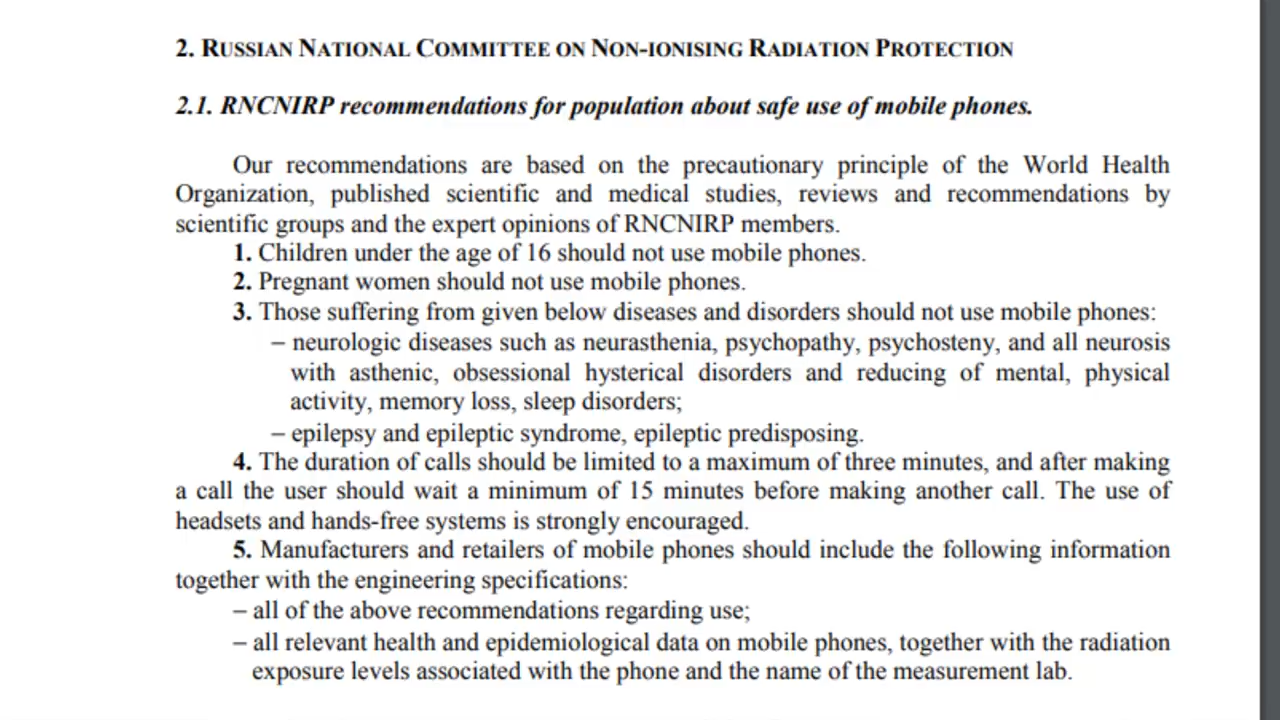 2. RUSSIAN NATIONAL COMMITTEE ON NON-IONISING RADIATION PROTECTION
2.1. RNCNIRP recommendations for population about safe use of mobile phones.
Our recommendations are based on the precautionary principle of the World Health
Organization, published scientific and medical studies, reviews and recommendations by
scientific groups and the expert opinions of RNCNIRP members.
1. Children under the age of 16 should not use mobile phones.
2. Pregnant women should not use mobile phones.
3. Those suffering from given below diseases and disorders should not use mobile phones:
– neurologic diseases such as neurasthenia, psychopathy, psychosteny, and all neurosis
with asthenic, obsessional hysterical disorders and reducing of mental, physical
activity, memory loss, sleep disorders;
– epilepsy and epileptic syndrome, epileptic predisposing.
4. The duration of calls should be limited to a maximum of three minutes, and after making
a call the user should wait a minimum of 15 minutes before making another call. The use of
headsets and hands-free systems is strongly encouraged.
5. Manufacturers and retailers of mobile phones should include the following information
together with the engineering specifications:
– all of the above recommendations regarding use;
– all relevant health and epidemiological data on mobile phones, together with the radiation
exposure levels associated with the phone and the name of the measurement lab.